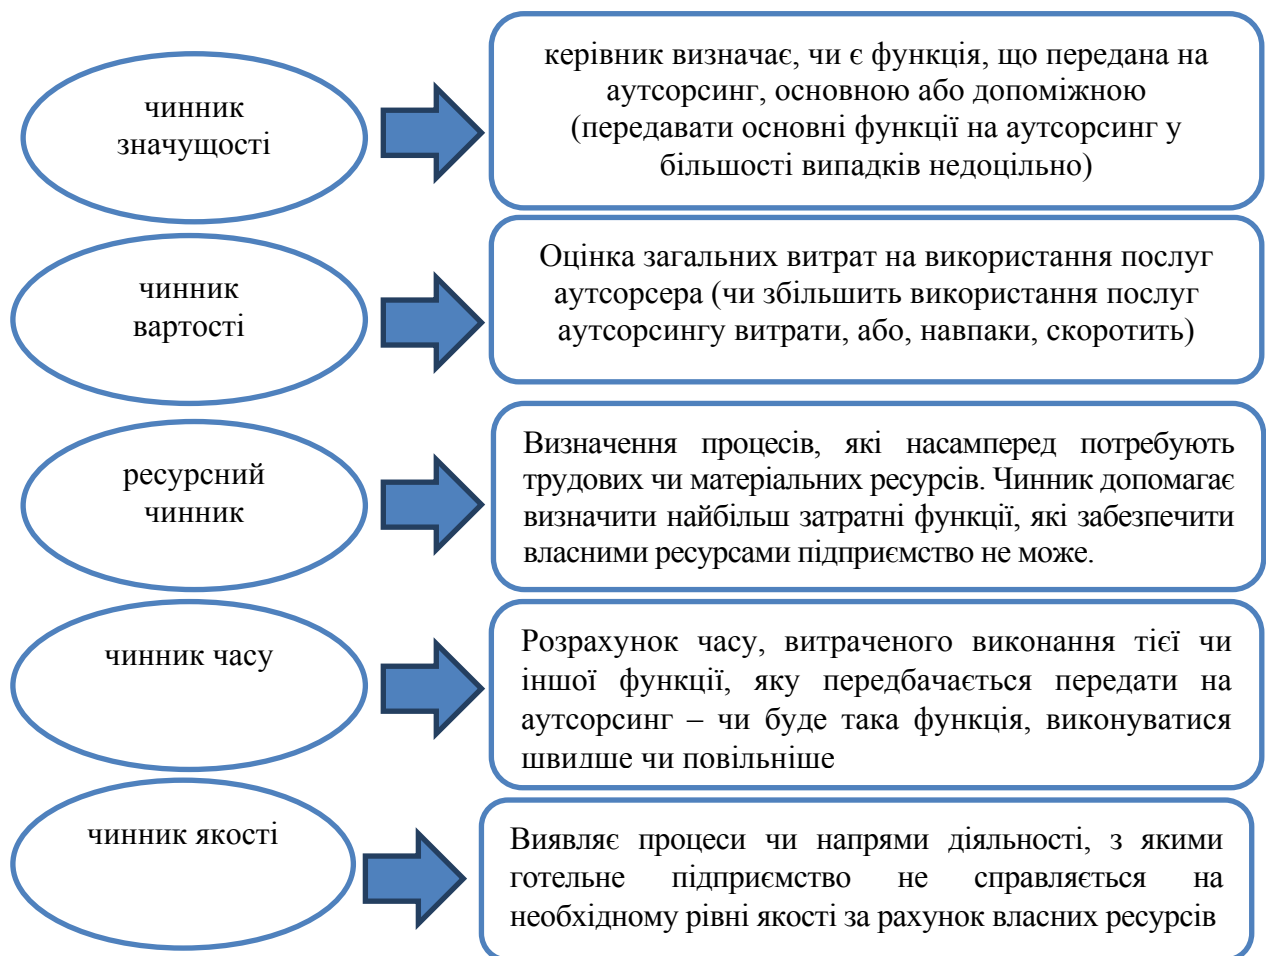 чинник
значущості
керівник визначає, чи є функція, що передана на
аутсорсинг, основною або допоміжною
(передавати основні функції на аутсорсинг у
більшості випадків недоцільно)
чинник
вартості
Оцінка загальних витрат на використання послуг
аутсорсера (чи збільшить використання послуг
аутсорсингу витрати, або, навпаки, скоротить)
ресурсний
чинник
Визначення процесів, які насамперед потребують
трудових чи матеріальних ресурсів. Чинник допомагає
визначити найбільш затратні функції, які забезпечити
власними ресурсами підприємство не може.
чинник часу
Розрахунок часу, витраченого виконання тієї чи
іншої функції, яку передбачається передати на
аутсорсинг – чи буде така функція, виконуватися
швидше чи повільніше
чинник якості
Виявляє процеси чи напрями діяльності, з якими
готельне підприємство не справляється на
необхідному рівні якості за рахунок власних ресурсів